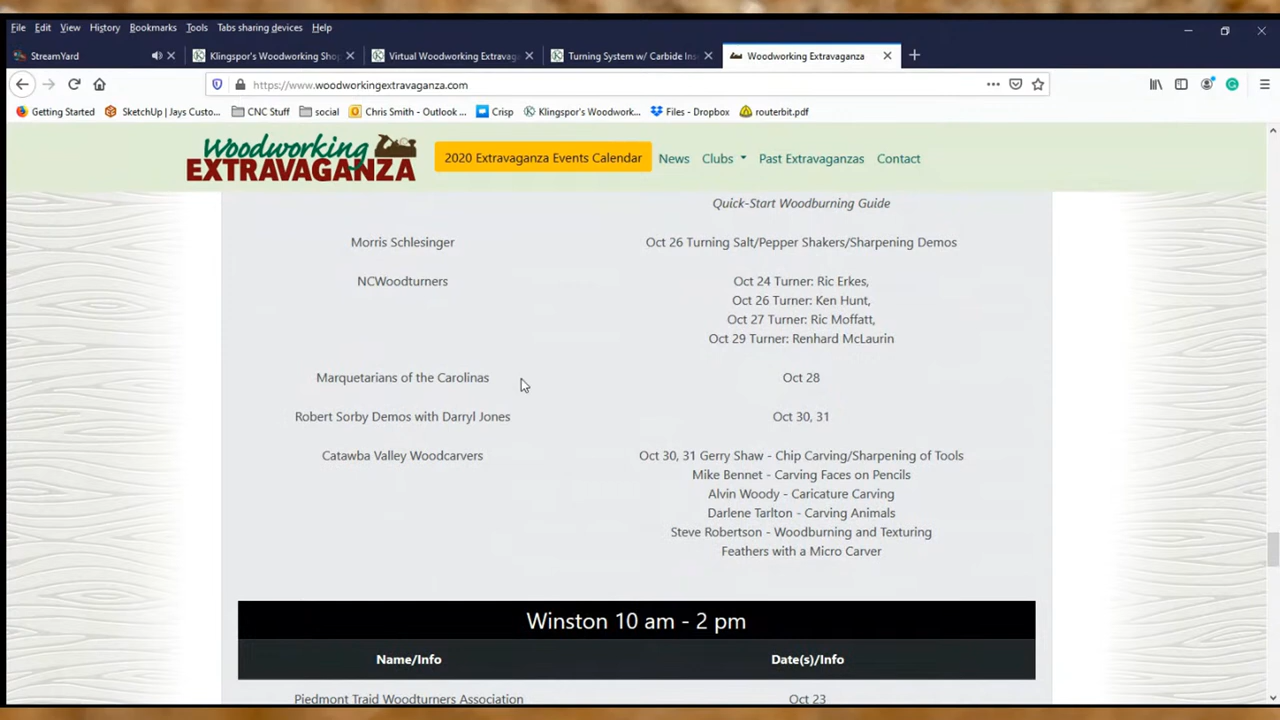 File Edit View History Bookmarks Tools Tabs sharing devices Help
StreamYard Klingspor's Woodworking Sho Virtual Woodworking Extravag Turning System w/ Carbide Ins Woodworking Extravaganza
https://www.woodworkingextravaganza.com
Getting Started SketchUp | Jays Custo... CNC Stuff social Chris Smith - Outlook ... Crisp Klingspor's Woodwork... Files - Dropbox routerbit.pdf
Woodworking
EXTRAVAGANZA
2020 Extravaganza Events Calendar News Clubs Past Extravaganzas Contact
Quick-Start Woodburning Guide
Morris Schlesinger Oct 26 Turning Salt/Pepper Shakers/Sharpening Demos
NCWoodturners Oct 24 Turner: Ric Erkes,
Oct 26 Turner: Ken Hunt,
Oct 27 Turner: Ric Moffatt,
Oct 29 Turner: Renhard McLaurin
Marquetarians of the Carolinas Oct 28
Robert Sorby Demos with Darryl Jones Oct 30, 31
Catawba Valley Woodcarvers Oct 30, 31 Gerry Shaw - Chip Carving/Sharpening of Tools
Mike Bennet - Carving Faces on Pencils
Alvin Woody - Caricature Carving
Darlene Tarlton - Carving Animals
Steve Robertson - Woodburning and Texturing
Feathers with a Micro Carver
Winston 10 am - 2 pm
Name/Info Date(s)/Info
Piedmont Traid Woodturners Association Oct 23